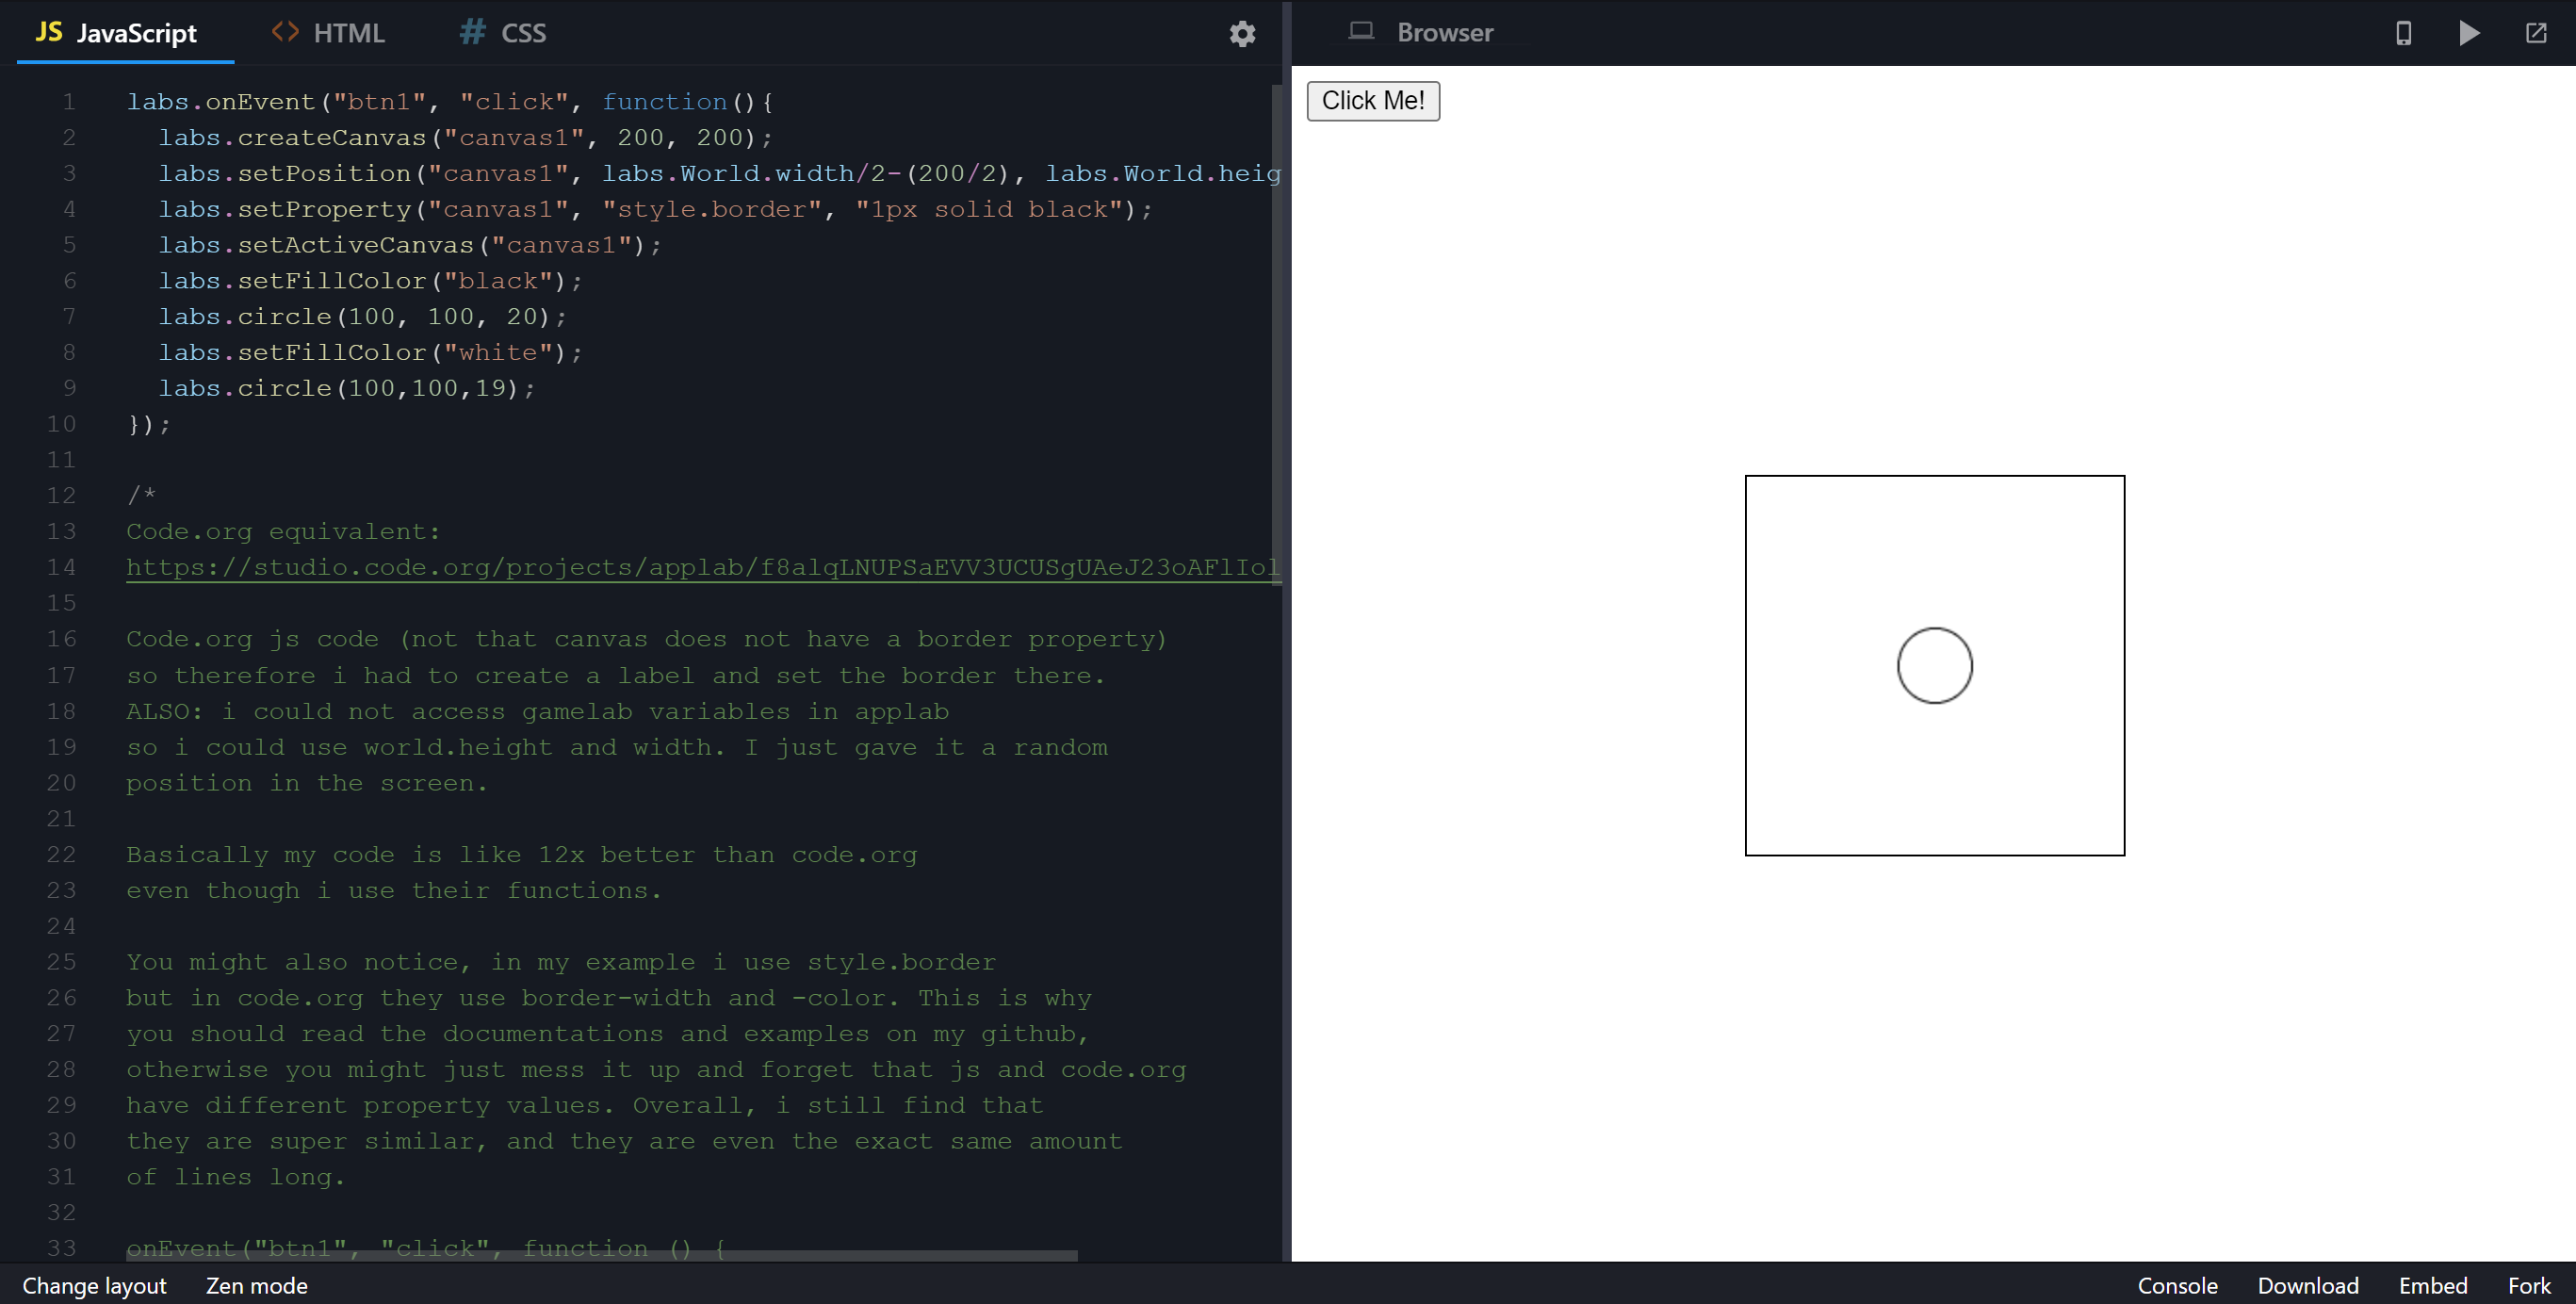 JS JavaScript
<> HTML
# CSS
Browser
1 labs.onEvent("btn1", "click", function(){
2 labs.createCanvas("canvas1", 200, 200);
3 labs.setPosition("canvas1", labs.World.width/2-(200/2), labs.World.heig
4 labs.setProperty("canvas1", "style.border", "1px solid black");
5 labs.setActiveCanvas("canvas1");
6 labs.setFillColor("black");
7 labs.circle(100, 100, 20);
8 labs.setFillColor("white");
9 labs.circle(100,100,19);
10 });
11
12 /*
13 Code.org equivalent:
14 https://studio.code.org/projects/applab/f8alqLNUPSaEVV3UCUSgUAeJ23oAFlIol
15
16 Code.org js code (not that canvas does not have a border property)
17 so therefore i had to create a label and set the border there.
18 ALSO: i could not access gamelab variables in applab
19 so i could use world.height and width. I just gave it a random
20 position in the screen.
21
22 Basically my code is like 12x better than code.org
23 even though i use their functions.
24
25 You might also notice, in my example i use style.border
26 but in code.org they use border-width and -color. This is why
27 you should read the documentations and examples on my github,
28 otherwise you might just mess it up and forget that js and code.org
29 have different property values. Overall, i still find that
30 they are super similar, and they are even the exact same amount
31 of lines long.
32
33 onEvent("btn1", "click", function () {
Click Me!
Change layout
Zen mode
Console
Download
Embed
Fork